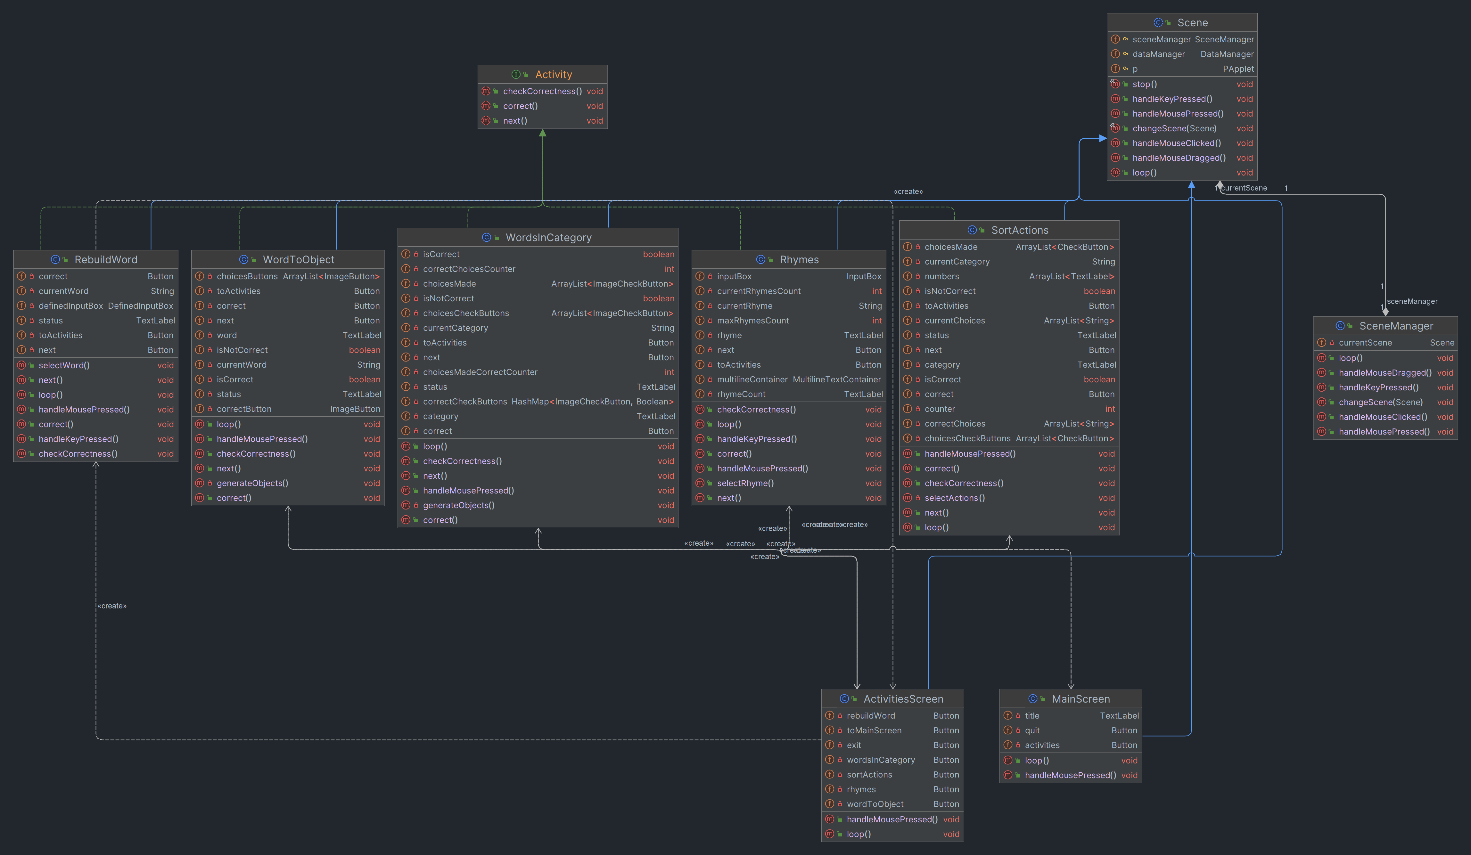 Scene
sceneManager SceneManager
dataManager DataManager
p PApplet
stop() void
handleKeyPressed() void
handleMousePressed() void
changeScene(Scene) void
handleMouseClicked() void
handleMouseDragged() void
loop() void
Activity
checkCorrectness() void
correct() void
next() void
«create»
currentScene 1
1
sceneManager
RebuildWord
correct Button
currentWord String
definedInputBox DefinedInputBox
status TextLabel
toActivities Button
next Button
selectWord() void
next() void
loop() void
handleMousePressed() void
correct() void
handleKeyPressed() void
checkCorrectness() void
WordToObject
choicesButtons ArrayList<ImageButton>
toActivities Button
correct Button
next Button
word TextLabel
isNotCorrect boolean
currentWord String
isCorrect boolean
status TextLabel
correctButton ImageButton
loop() void
handleMousePressed() void
checkCorrectness() void
next() void
generateObjects() void
correct() void
WordsInCategory
isCorrect boolean
correctChoicesCounter int
choicesMade ArrayList<ImageCheckButton>
isNotCorrect boolean
choicesCheckButtons ArrayList<ImageCheckButton>
currentCategory String
toActivities Button
next Button
choicesMadeCorrectCounter int
status TextLabel
correctCheckButtons HashMap<ImageCheckButton, Boolean>
category TextLabel
correct Button
loop() void
checkCorrectness() void
next() void
handleMousePressed() void
generateObjects() void
correct() void
Rhymes
inputBox InputBox
currentRhymesCount int
currentRhyme String
maxRhymesCount int
rhyme TextLabel
next Button
toActivities Button
multilineContainer MultilineTextContainer
rhymeCount TextLabel
checkCorrectness() void
loop() void
handleKeyPressed() void
correct() void
handleMousePressed() void
selectRhyme() void
next() void
SortActions
choicesMade ArrayList<CheckButton>
currentCategory String
numbers ArrayList<TextLabel>
isNotCorrect boolean
toActivities Button
currentChoices ArrayList<String>
status TextLabel
next Button
category TextLabel
isCorrect boolean
correct Button
counter int
correctChoices ArrayList<String>
choicesCheckButtons ArrayList<CheckButton>
handleMousePressed() void
correct() void
checkCorrectness() void
selectActions() void
next() void
loop() void
SceneManager
currentScene Scene
loop() void
handleMouseDragged() void
handleKeyPressed() void
changeScene(Scene) void
handleMouseClicked() void
handleMousePressed() void
«create»
«create»
«create»
«create»
«create»
«create»
ActivitiesScreen
rebuildWord Button
toMainScreen Button
exit Button
wordsInCategory Button
sortActions Button
rhymes Button
wordToObject Button
handleMousePressed() void
loop() void
MainScreen
title TextLabel
quit Button
activities Button
loop() void
handleMousePressed() void